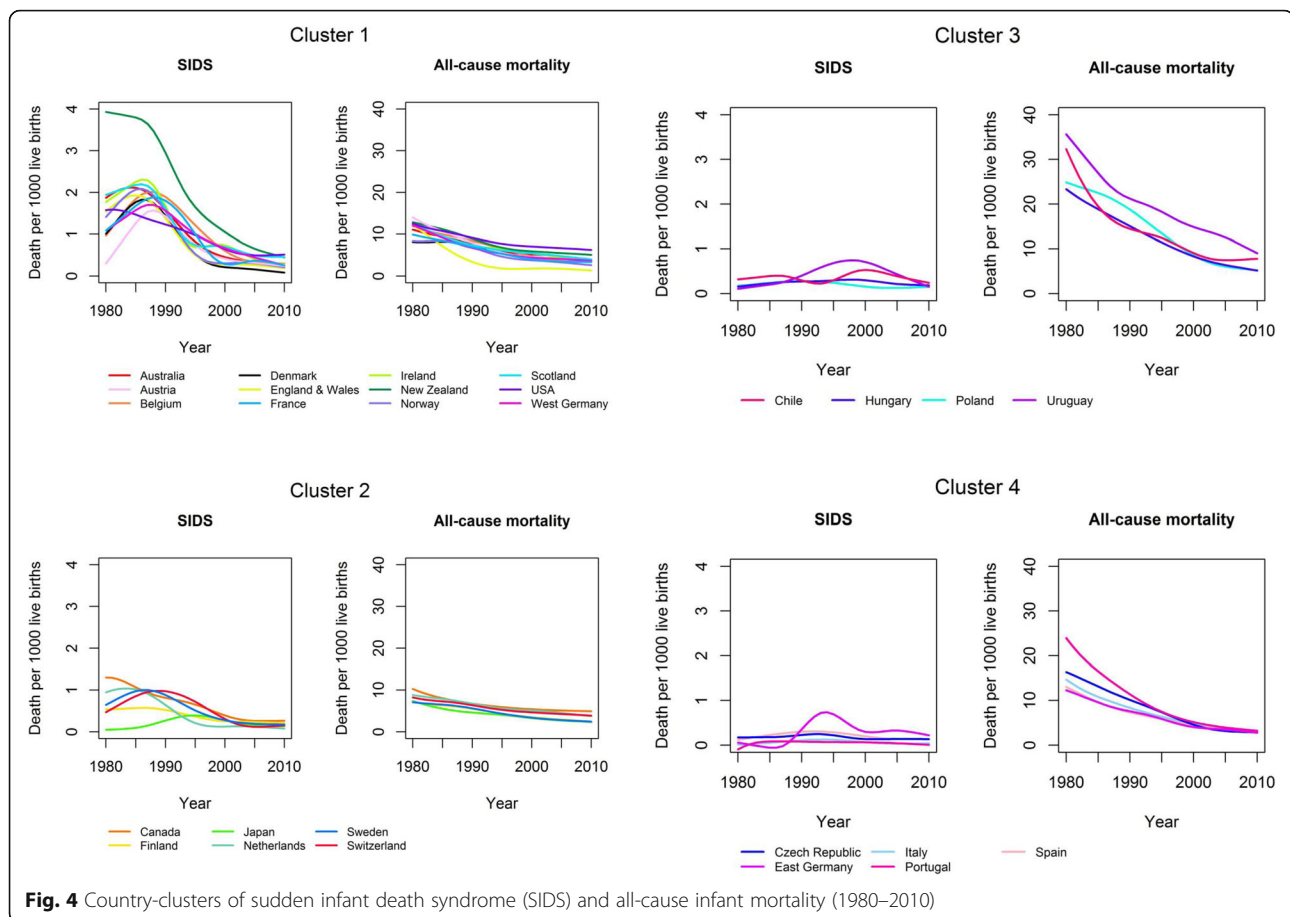 Cluster 1
SIDS
All-cause mortality
Death per 1000 live births
0 1 2 3 4
1980 1990 2000 2010
Year
Death per 1000 live births
0 10 20 30 40
1980 1990 2000 2010
Year
Australia Denmark Ireland Scotland
Austria England & Wales New Zealand USA
Belgium France Norway West Germany
Cluster 3
SIDS
All-cause mortality
Death per 1000 live births
0 1 2 3 4
1980 1990 2000 2010
Year
Death per 1000 live births
0 10 20 30 40
1980 1990 2000 2010
Year
Chile Hungary Poland Uruguay
Cluster 2
SIDS
All-cause mortality
Death per 1000 live births
0 1 2 3 4
1980 1990 2000 2010
Year
Death per 1000 live births
0 10 20 30 40
1980 1990 2000 2010
Year
Canada Japan Sweden
Finland Netherlands Switzerland
Cluster 4
SIDS
All-cause mortality
Death per 1000 live births
0 1 2 3 4
1980 1990 2000 2010
Year
Death per 1000 live births
0 10 20 30 40
1980 1990 2000 2010
Year
Czech Republic Italy Spain
East Germany Portugal
Fig. 4 Country-clusters of sudden infant death syndrome (SIDS) and all-cause infant mortality (1980–2010)